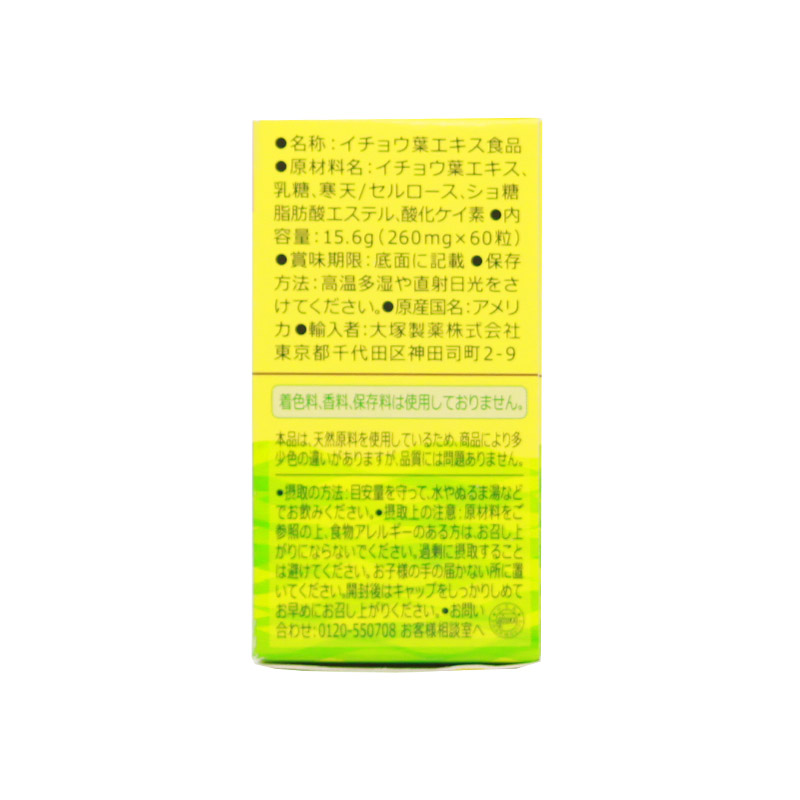 ●名称：イチョウ葉エキス食品
●原材料名：イチョウ葉エキス、
乳糖、寒天/セルロース、ショ糖
脂肪酸エステル、酸化ケイ素 ●内
容量：15.6g（260mg×60粒）
●賞味期限：底面に記載 ●保存
方法：高温多湿や直射日光をさ
けてください。●原産国名：アメリ
カ ●輸入者：大塚製薬株式会社
東京都千代田区神田司町2-9
着色料、香料、保存料は使用しておりません。
本品は、天然原料を使用しているため、商品により多
少色の違いがありますが、品質には問題ありません。
●摂取の方法：目安量を守って、水やぬるま湯など
でお飲みください。●摂取上の注意：原材料をご
参照の上、食物アレルギーのある方は、お召し上
がりにならないでください。過剰に摂取すること
は避けてください。お子様の手の届かない所に置
いてください。開封後はキャップをしっかりしめて
お早めにお召し上がりください。●お問い
合わせ：0120-550708 お客様相談室へ